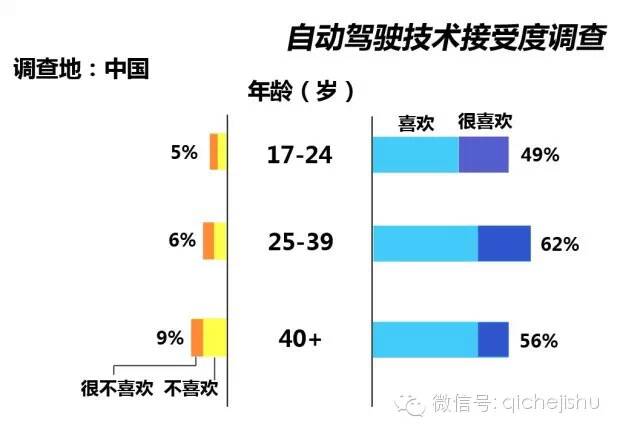 自动驾驶技术接受度调查
调查地：中国
年龄（岁）
喜欢 很喜欢
5% 17-24 49%
6% 25-39 62%
9% 40+ 56%
很不喜欢 不喜欢
微信号: qichejishu